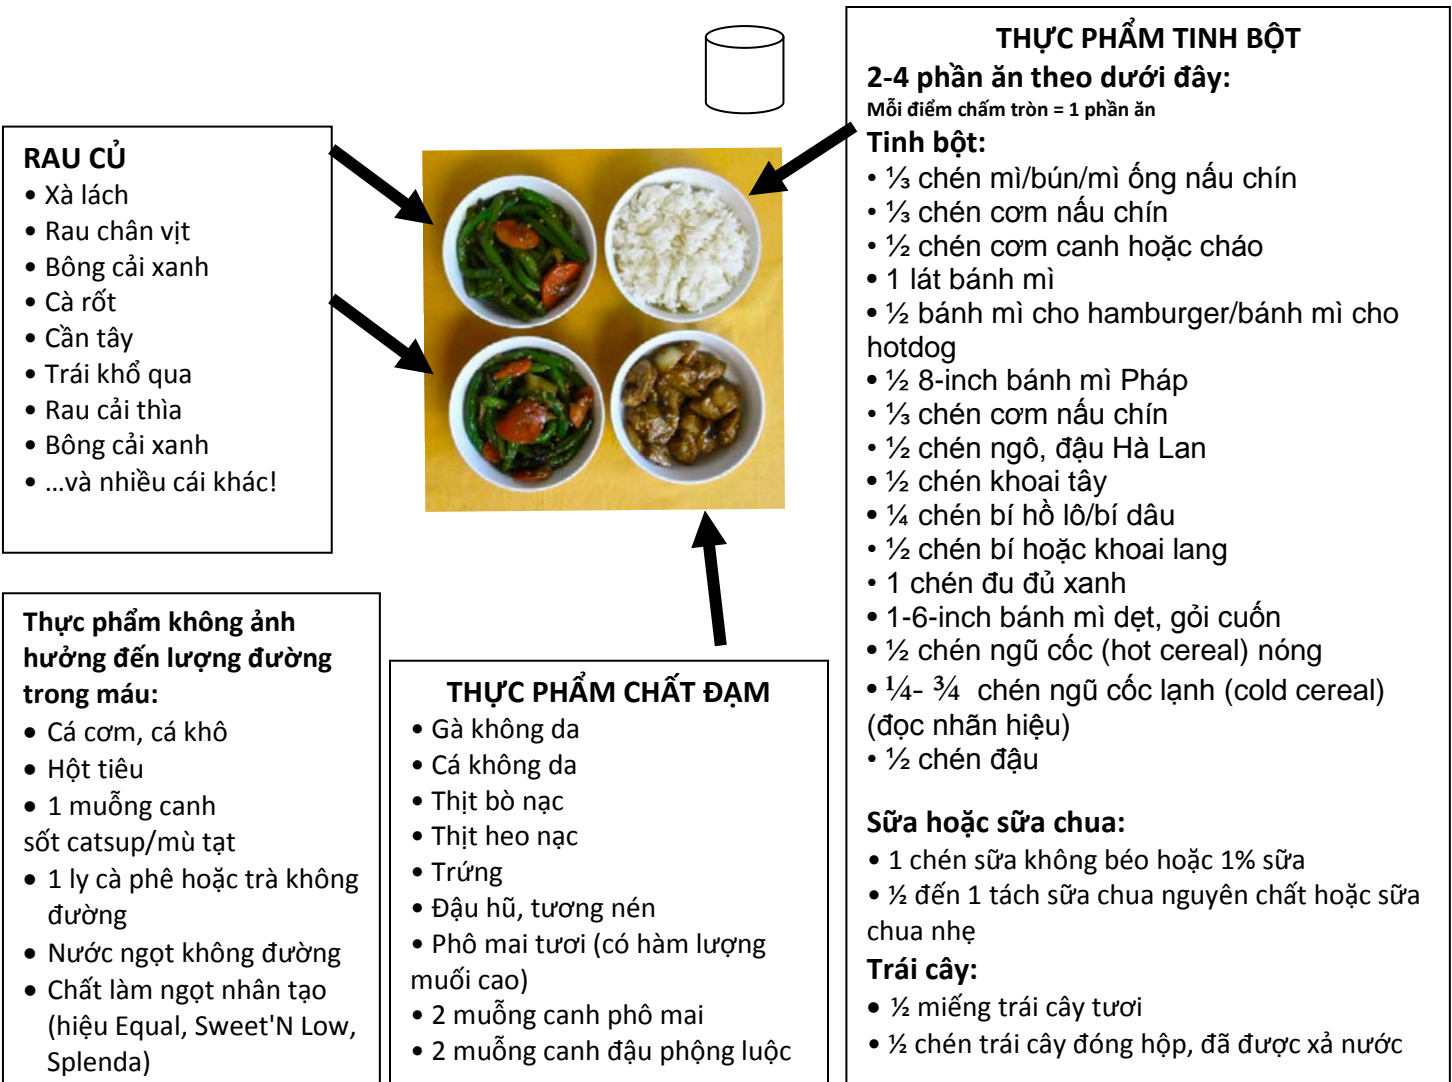 RAU CỦ
• Xà lách
• Rau chân vịt
• Bông cải xanh
• Cà rốt
• Cần tây
• Trái khổ qua
• Rau cải thìa
• Bông cải xanh
• ...và nhiều cái khác!
Thực phẩm không ảnh
hưởng đến lượng đường
trong máu:
• Cá cơm, cá khô
• Hột tiêu
• 1 muỗng canh
sốt catsup/mù tạt
• 1 ly cà phê hoặc trà không
đường
• Nước ngọt không đường
• Chất làm ngọt nhân tạo
(hiệu Equal, Sweet'N Low,
Splenda)
THỰC PHẨM CHẤT ĐẠM
• Gà không da
• Cá không da
• Thịt bò nạc
• Thịt heo nạc
• Trứng
• Đậu hũ, tương nén
• Phô mai tươi (có hàm lượng
muối cao)
• 2 muỗng canh phô mai
• 2 muỗng canh đậu phộng luộc
THỰC PHẨM TINH BỘT
2-4 phần ăn theo dưới đây:
Mỗi điểm chấm tròn = 1 phần ăn
Tinh bột:
• ⅓ chén mì/bún/mì ống nấu chín
• ⅓ chén cơm nấu chín
• ½ chén cơm canh hoặc cháo
• 1 lát bánh mì
• ½ bánh mì cho hamburger/bánh mì cho
hotdog
• ½ 8-inch bánh mì Pháp
• ⅓ chén cơm nấu chín
• ½ chén ngô, đậu Hà Lan
• ½ chén khoai tây
• ¼ chén bí hồ lô/bí dâu
• ½ chén bí hoặc khoai lang
• 1 chén đu đủ xanh
• 1-6-inch bánh mì dẹt, gỏi cuốn
• ½ chén ngũ cốc (hot cereal) nóng
• ¼- ¾ chén ngũ cốc lạnh (cold cereal)
(đọc nhãn hiệu)
• ½ chén đậu
Sữa hoặc sữa chua:
• 1 chén sữa không béo hoặc 1% sữa
• ½ đến 1 tách sữa chua nguyên chất hoặc sữa
chua nhẹ
Trái cây:
• ½ miếng trái cây tươi
• ½ chén trái cây đóng hộp, đã được xả nước